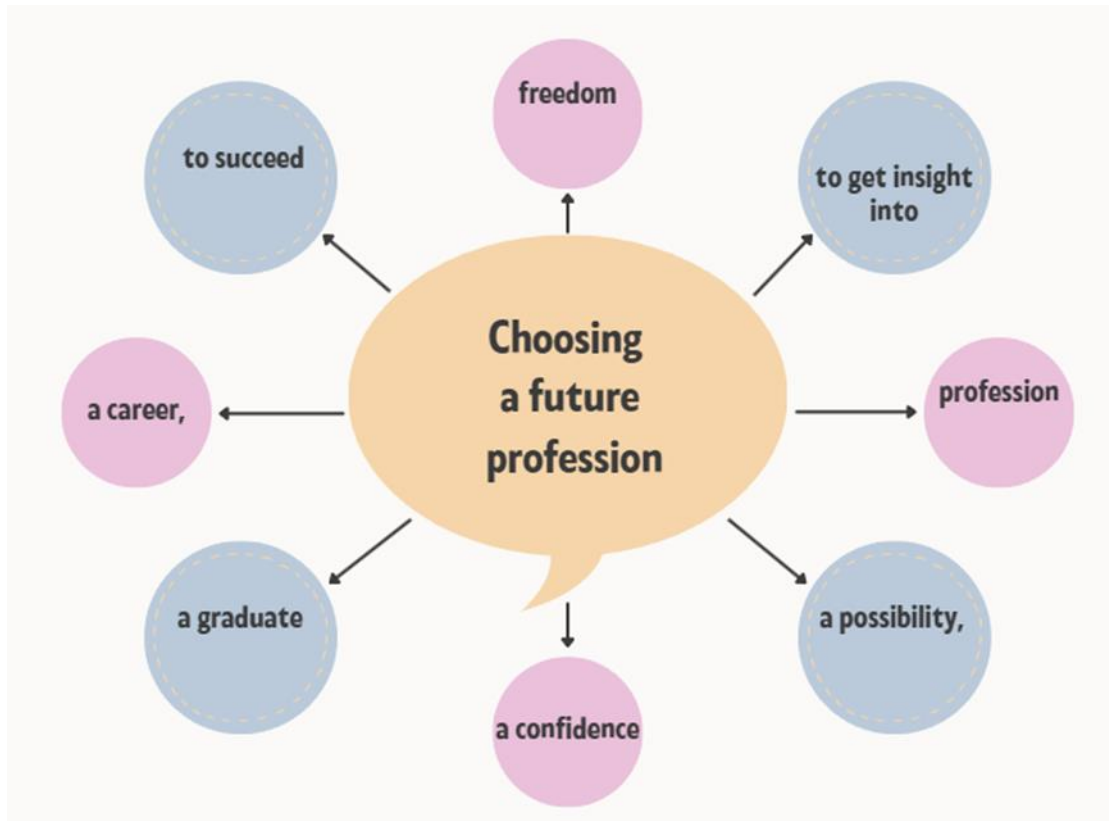 freedom
to succeed
to get insight
into
Choosing
a future
profession
a career,
profession
a graduate
a possibility,
a confidence